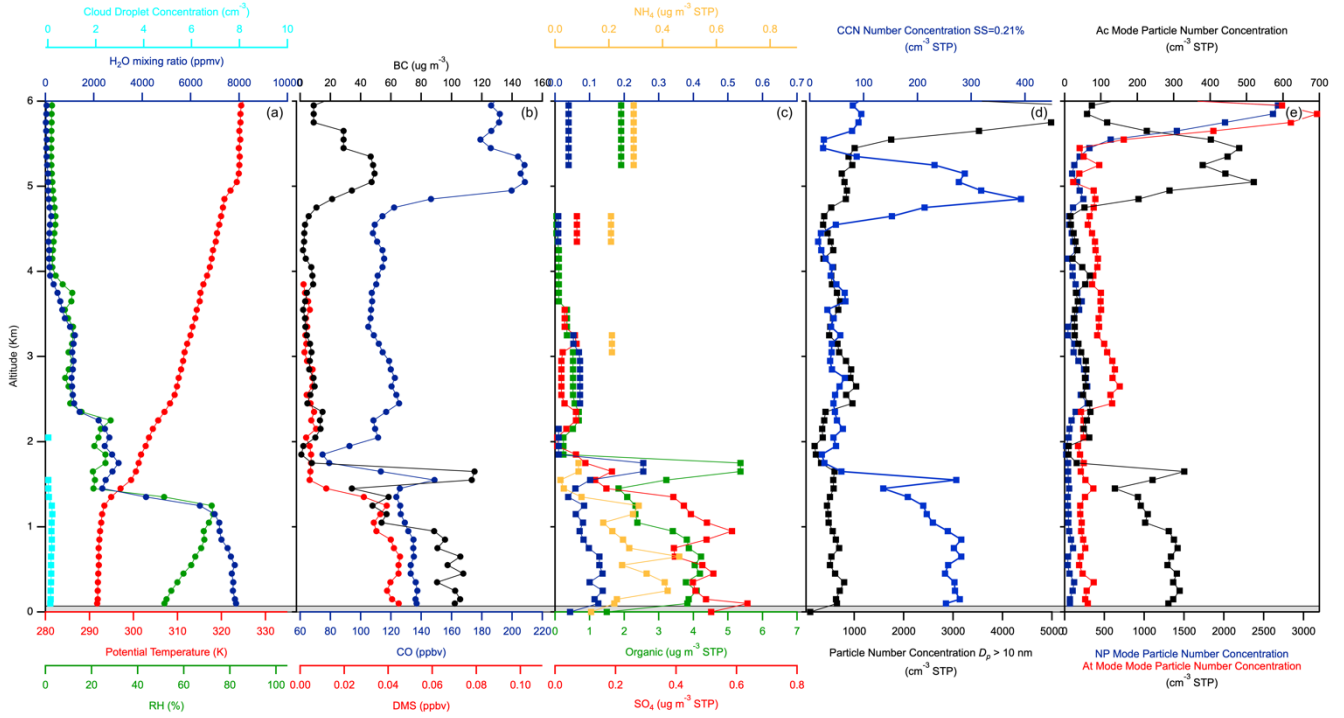 Cloud Droplet Concentration (cm⁻³)
0 2 4 6 8 10
H₂O mixing ratio (ppmv)
0 2000 4000 6000 8000 10000
(a)
Altitude (Km)
6
5
4
3
2
1
0
280 290 300 310 320 330
Potential Temperature (K)
0 20 40 60 80 100
RH (%)
BC (ug m⁻³)
0 20 40 60 80 100 120 140 160
(b)
60 80 100 120 140 160 180 200 220
CO (ppbv)
0.00 0.02 0.04 0.06 0.08 0.10
DMS (ppbv)
NH₄ (ug m⁻³ STP)
0.0 0.2 0.4 0.6 0.8
0.0 0.1 0.2 0.3 0.4 0.5 0.6 0.7
(c)
0 1 2 3 4 5 6 7
Organic (ug m⁻³ STP)
0.0 0.2 0.4 0.6 0.8
SO₄ (ug m⁻³ STP)
CCN Number Concentration SS=0.21%
(cm⁻³ STP)
0 100 200 300 400
(d)
1000 2000 3000 5000
Particle Number Concentration Dₚ > 10 nm
(cm⁻³ STP)
Ac Mode Particle Number Concentration
(cm⁻³ STP)
0 100 200 300 400 500 600 700
(e)
500 1000 1500 2000 2500 3000
NP Mode Particle Number Concentration
At Mode Mode Particle Number Concentration
(cm⁻³ STP)